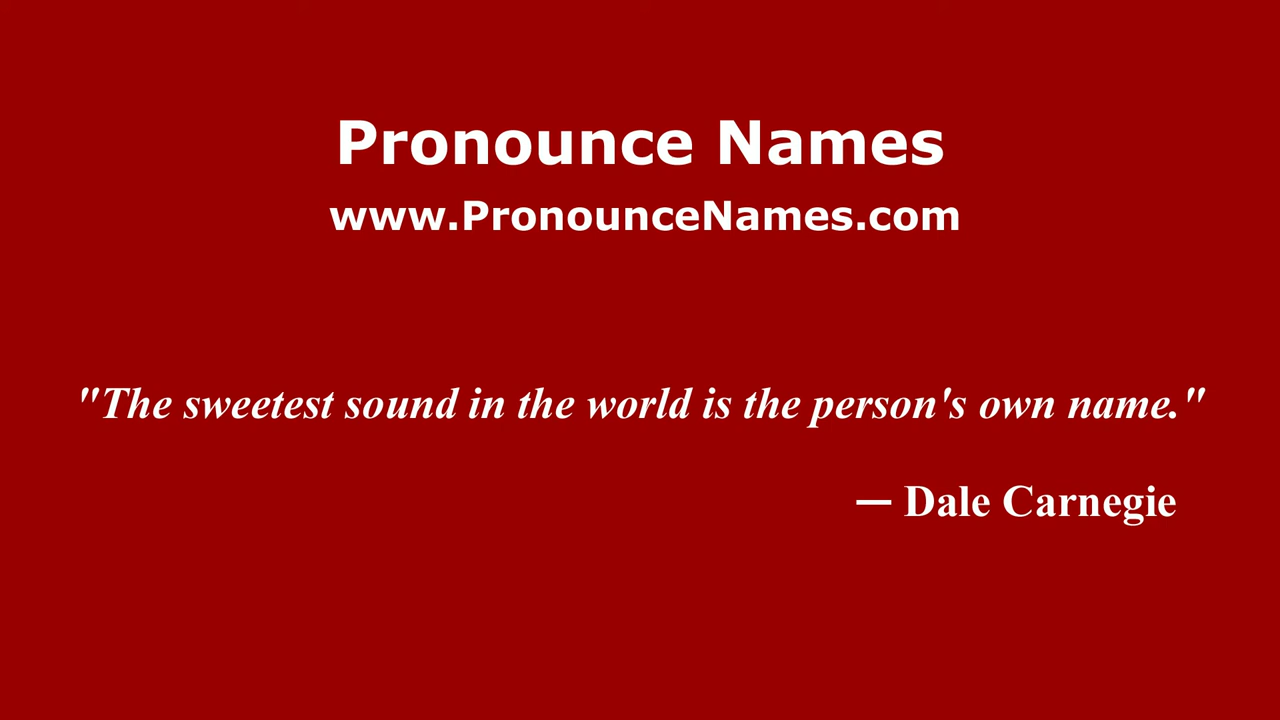 Pronounce Names
www.PronounceNames.com
"The sweetest sound in the world is the person's own name."
— Dale Carnegie